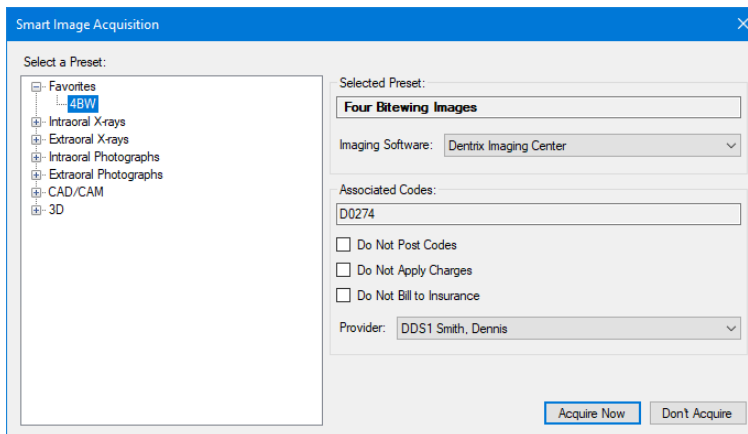 Smart Image Acquisition
Select a Preset:
Favorites
4BW
Intraoral X-rays
Extraoral X-rays
Intraoral Photographs
Extraoral Photographs
CAD/CAM
3D
Selected Preset:
Four Bitewing Images
Imaging Software: Dentrix Imaging Center
Associated Codes:
D0274
Do Not Post Codes
Do Not Apply Charges
Do Not Bill to Insurance
Provider: DDS1 Smith, Dennis
Acquire Now Don't Acquire